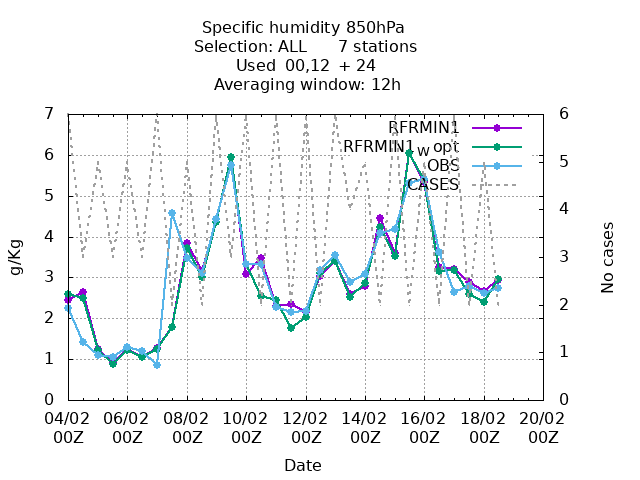 Specific humidity 850hPa
Selection: ALL      7 stations
Used  00,12  + 24
Averaging window: 12h
RFRMIN1
RFRMIN1w opt
OBS
CASES
g/Kg
7
6
5
4
3
2
1
0
No cases
6
5
4
3
2
1
0
04/02 06/02 08/02 10/02 12/02 14/02 16/02 18/02 20/02
00Z 00Z 00Z 00Z 00Z 00Z 00Z 00Z 00Z
Date